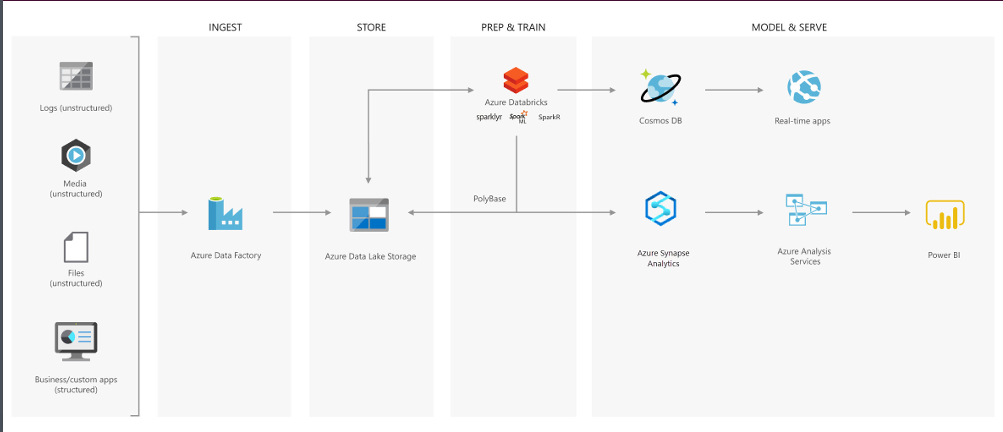 INGEST
STORE
PREP & TRAIN
MODEL & SERVE
Logs (unstructured)
Media
(unstructured)
Files
(unstructured)
Business/custom apps
(structured)
Azure Data Factory
Azure Data Lake Storage
Azure Databricks
sparklyr
Spark
ML
SparkR
PolyBase
Cosmos DB
Real-time apps
Azure Synapse
Analytics
Azure Analysis
Services
Power BI